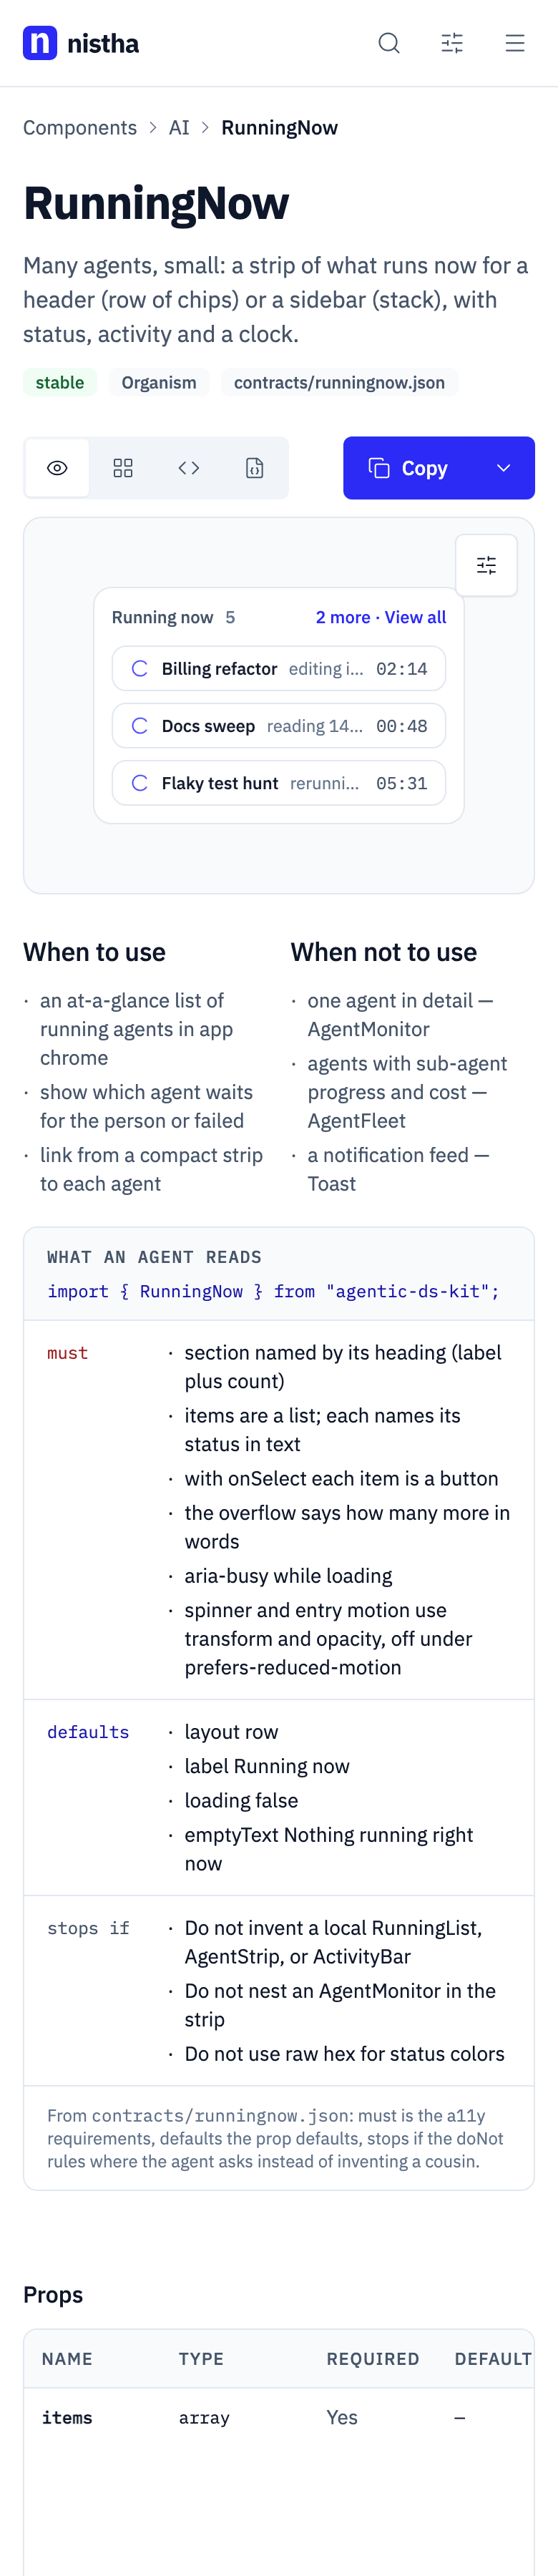 n nistha
Components > AI > RunningNow
RunningNow
Many agents, small: a strip of what runs now for a
header (row of chips) or a sidebar (stack), with
status, activity and a clock.
stable Organism contracts/runningnow.json
Copy
Running now 5 2 more · View all
Billing refactor editing i... 02:14
Docs sweep reading 14... 00:48
Flaky test hunt rerunni... 05:31
When to use
· an at-a-glance list of
running agents in app
chrome
· show which agent waits
for the person or failed
· link from a compact strip
to each agent
When not to use
· one agent in detail —
AgentMonitor
· agents with sub-agent
progress and cost —
AgentFleet
· a notification feed —
Toast
WHAT AN AGENT READS
import { RunningNow } from "agentic-ds-kit";
must
· section named by its heading (label
plus count)
· items are a list; each names its
status in text
· with onSelect each item is a button
· the overflow says how many more in
words
· aria-busy while loading
· spinner and entry motion use
transform and opacity, off under
prefers-reduced-motion
defaults
· layout row
· label Running now
· loading false
· emptyText Nothing running right
now
stops if
· Do not invent a local RunningList,
AgentStrip, or ActivityBar
· Do not nest an AgentMonitor in the
strip
· Do not use raw hex for status colors
From contracts/runningnow.json: must is the a11y
requirements, defaults the prop defaults, stops if the doNot
rules where the agent asks instead of inventing a cousin.
Props
NAME TYPE REQUIRED DEFAULT
items array Yes –